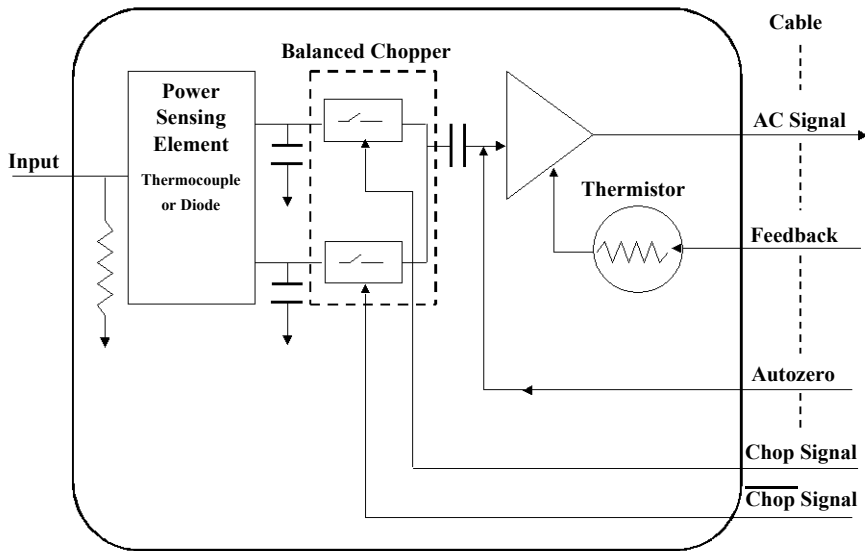 Cable
Balanced Chopper
Power
Sensing
Element
Thermocouple
or Diode
AC Signal
Input
Thermistor
Feedback
Autozero
Chop Signal
Chop Signal